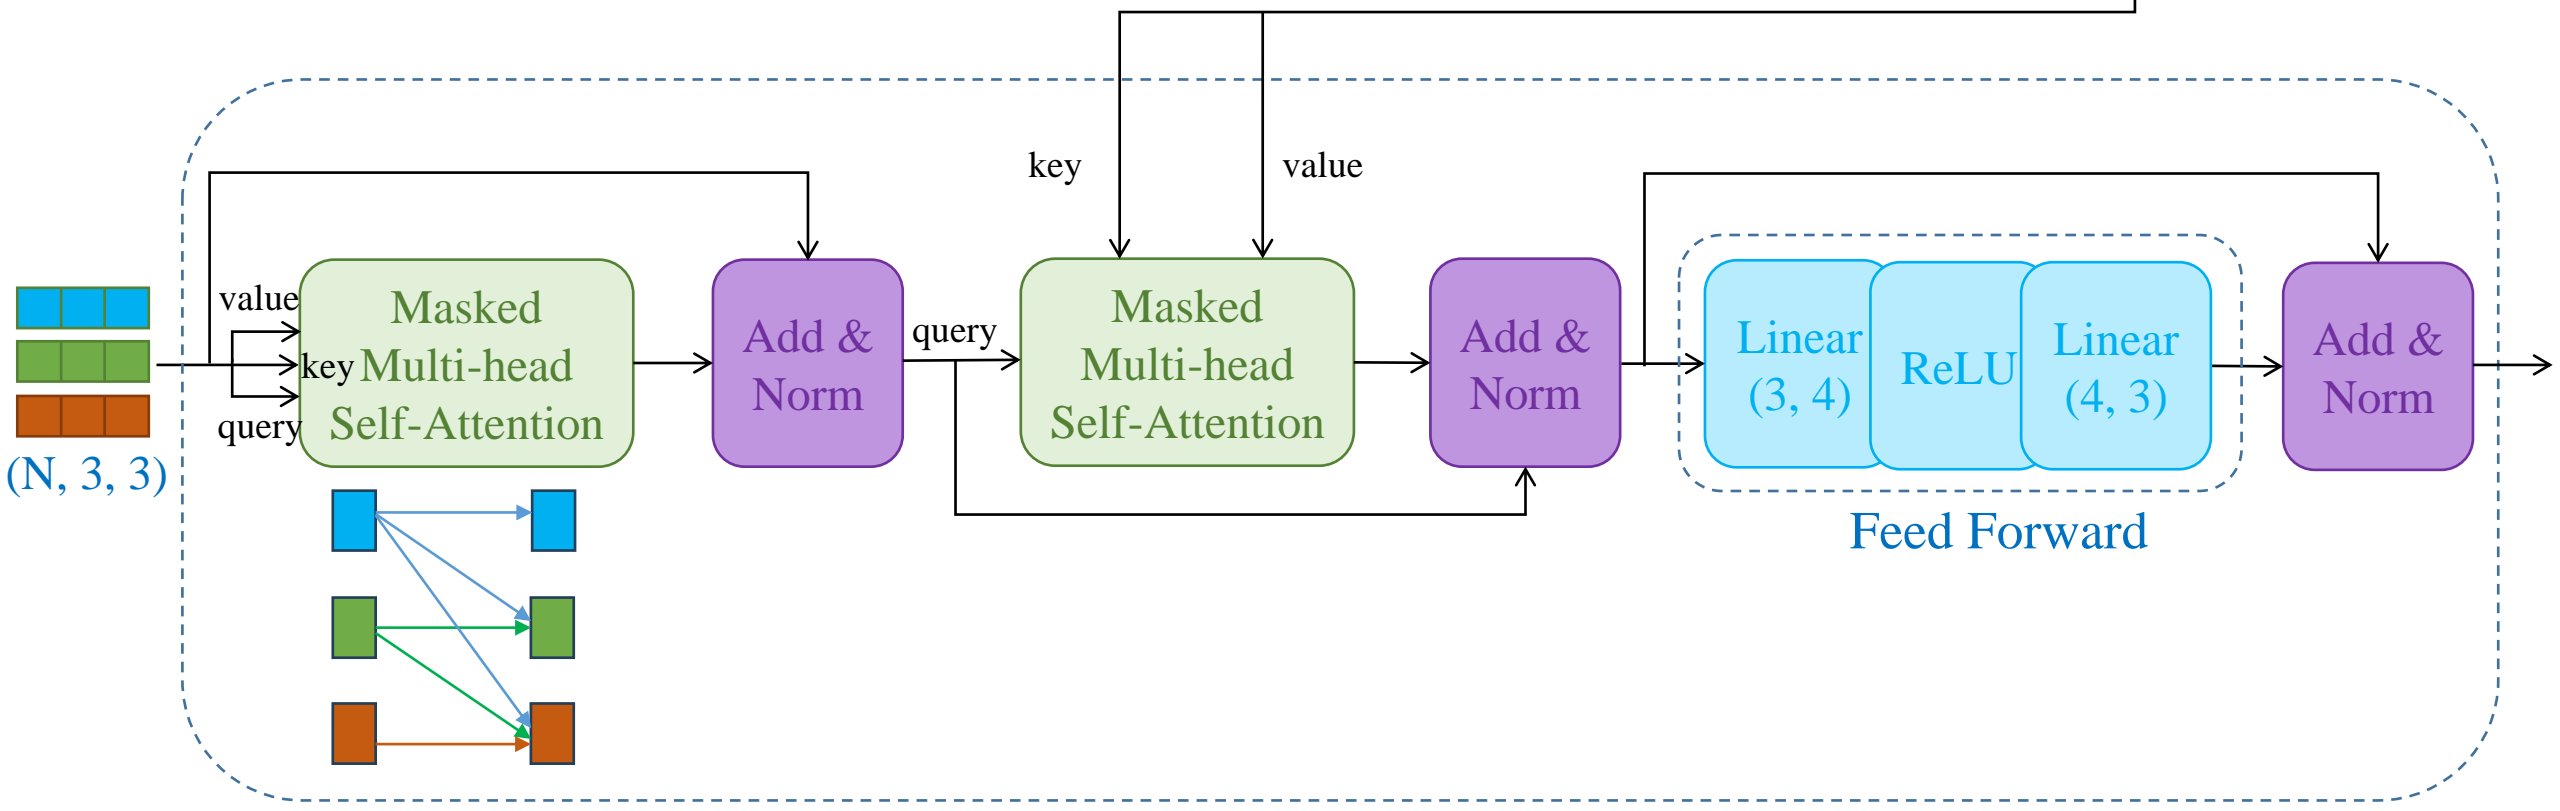 key
value
value
key
query
(N, 3, 3)
Masked
Multi-head
Self-Attention
Add &
Norm
query
Masked
Multi-head
Self-Attention
Add &
Norm
Linear
(3, 4)
ReLU
Linear
(4, 3)
Feed Forward
Add &
Norm